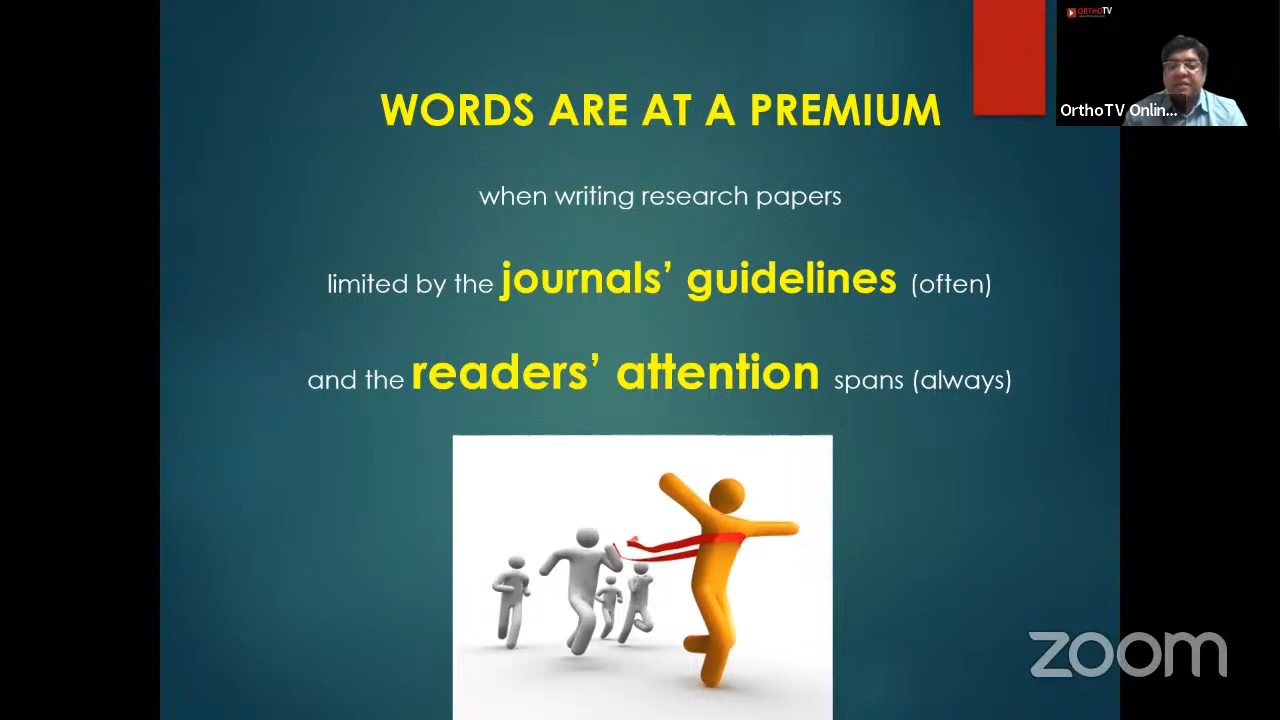 ORTHOTV
OrthoTV Onlin...
WORDS ARE AT A PREMIUM
when writing research papers
limited by the journals’ guidelines (often)
and the readers’ attention spans (always)
zoom